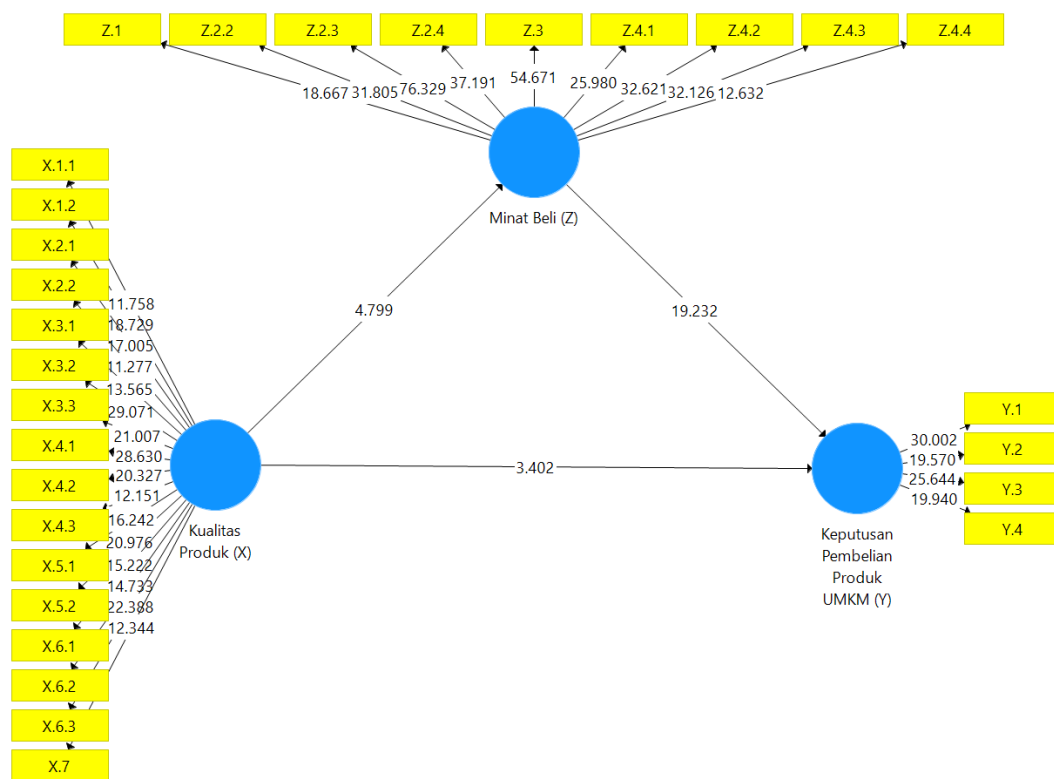 Z.1
Z.2.2
Z.2.3
Z.2.4
Z.3
Z.4.1
Z.4.2
Z.4.3
Z.4.4
18.667
31.805
76.329
37.191
54.671
25.980
32.621
32.126
12.632
Minat Beli (Z)
X.1.1
X.1.2
X.2.1
X.2.2
X.3.1
X.3.2
X.3.3
X.4.1
X.4.2
X.4.3
X.5.1
X.5.2
X.6.1
X.6.2
X.6.3
X.7
11.758
18.729
17.005
11.277
13.565
29.071
21.007
28.630
20.327
12.151
16.242
20.976
15.222
14.733
22.388
12.344
Kualitas
Produk (X)
4.799
19.232
3.402
Keputusan
Pembelian
Produk
UMKM (Y)
30.002
19.570
25.644
19.940
Y.1
Y.2
Y.3
Y.4